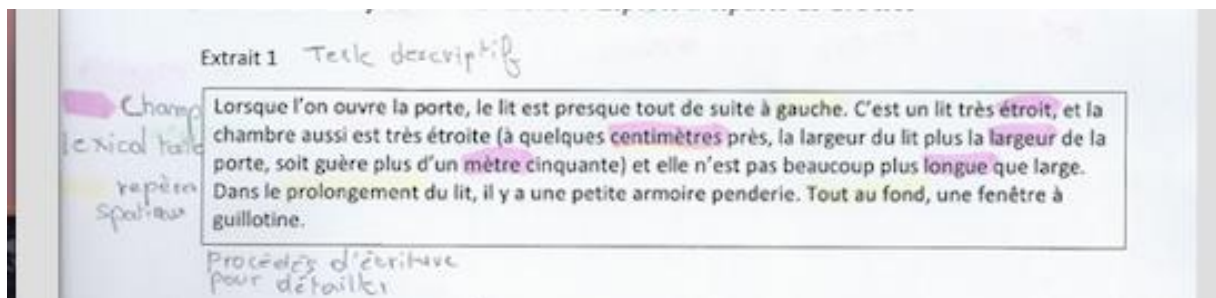 Extrait 1 Texte descriptif
Champ
lexical taille
repères
spatiaux
Lorsque l'on ouvre la porte, le lit est presque tout de suite à gauche. C'est un lit très étroit, et la
chambre aussi est très étroite (à quelques centimètres près, la largeur du lit plus la largeur de la
porte, soit guère plus d'un mètre cinquante) et elle n'est pas beaucoup plus longue que large.
Dans le prolongement du lit, il y a une petite armoire penderie. Tout au fond, une fenêtre à
guillotine.
Procédés d'écriture
pour détailler